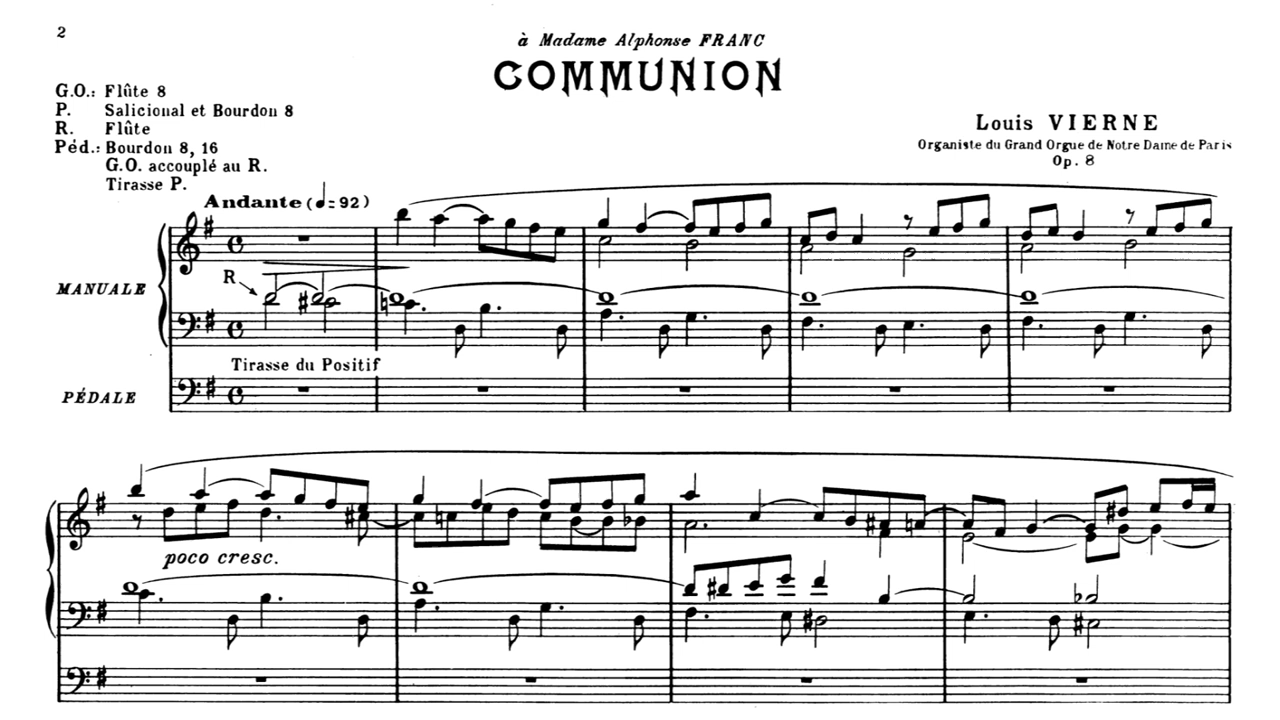 2
à Madame Alphonse FRANC
COMMUNION
G.O.: Flûte 8
P. Salicional et Bourdon 8
R. Flûte
Péd.: Bourdon 8, 16
G.O. accouplé au R.
Tirasse P.
Louis VIERNE
Organiste du Grand Orgue de Notre Dame de Paris
Op. 8
Andante (♩=92)
R
MANUALE
Tirasse du Positif
PÉDALE
poco cresc.